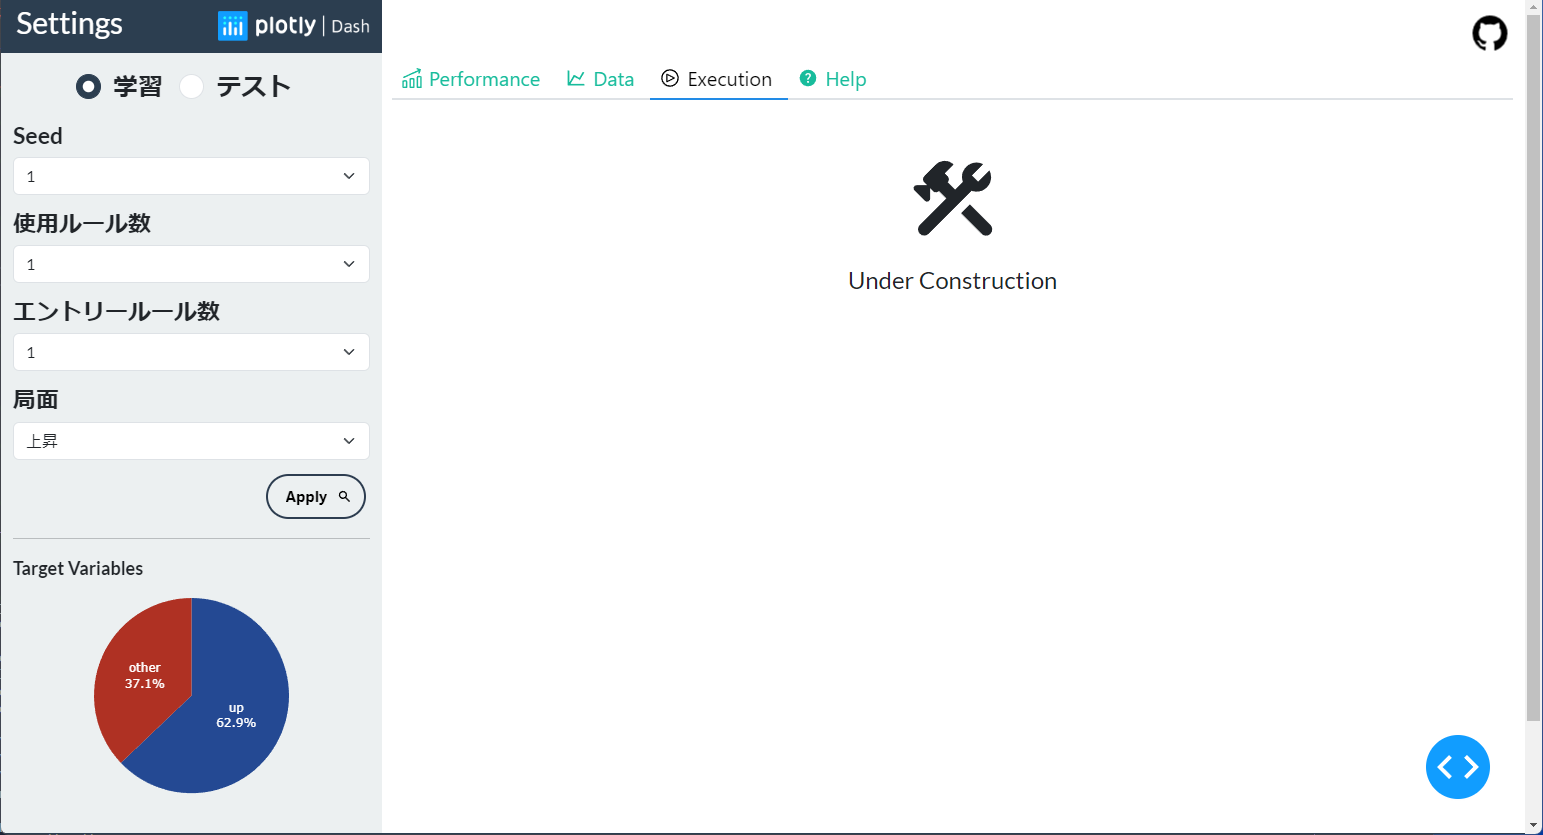 Settings
plotly | Dash
学習 テスト
Seed
1
使用ルール数
1
エントリールール数
1
局面
上昇
Apply
Target Variables
other
37.1%
up
62.9%
Performance Data Execution Help
Under Construction